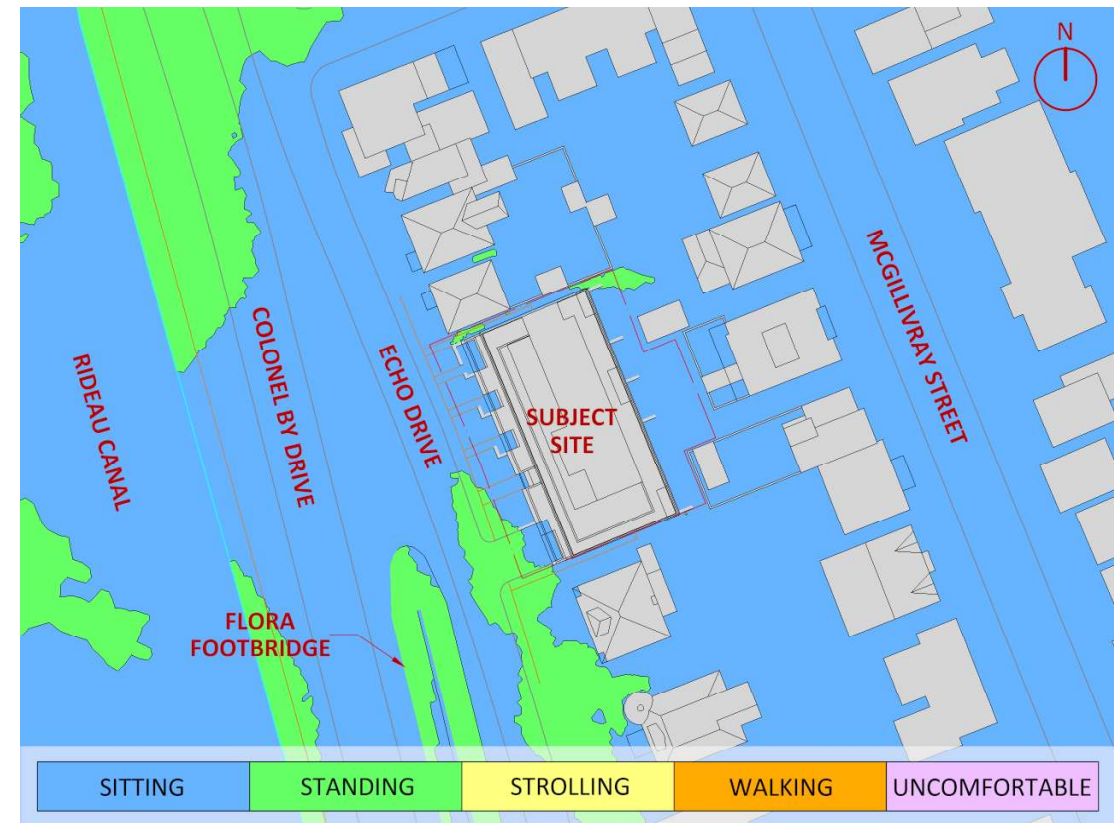 N
RIDEAU CANAL
COLONEL BY DRIVE
ECHO DRIVE
MCGILLIVRAY STREET
SUBJECT
SITE
FLORA
FOOTBRIDGE
SITTING
STANDING
STROLLING
WALKING
UNCOMFORTABLE